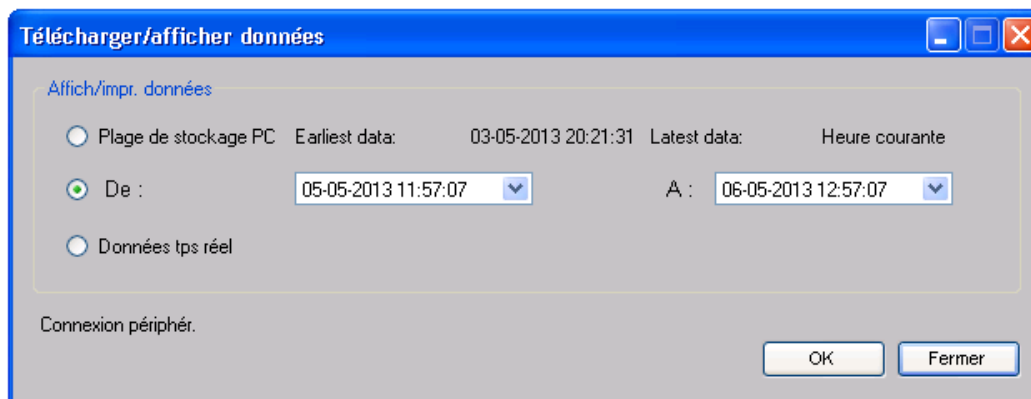 Télécharger/afficher données
Affich/impr. données
Plage de stockage PC Earliest data: 03-05-2013 20:21:31 Latest data: Heure courante
De : 05-05-2013 11:57:07 A : 06-05-2013 12:57:07
Données tps réel
Connexion périphér.
OK Fermer